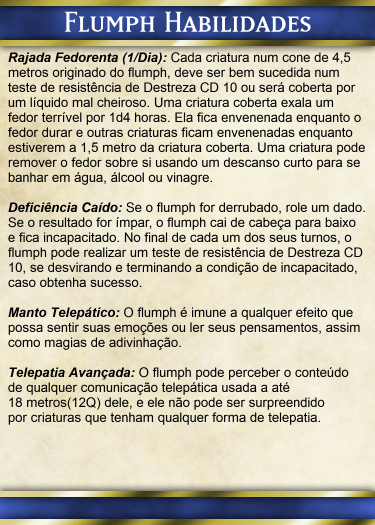 Flumph Habilidades
Rajada Fedorenta (1/Dia): Cada criatura num cone de 4,5
metros originado do flumph, deve ser bem sucedida num
teste de resistência de Destreza CD 10 ou será coberta por
um líquido mal cheiroso. Uma criatura coberta exala um
fedor terrível por 1d4 horas. Ela fica envenenada enquanto o
fedor durar e outras criaturas ficam envenenadas enquanto
estiverem a 1,5 metro da criatura coberta. Uma criatura pode
remover o fedor sobre si usando um descanso curto para se
banhar em água, álcool ou vinagre.
Deficiência Caído: Se o flumph for derrubado, role um dado.
Se o resultado for ímpar, o flumph cai de cabeça para baixo
e fica incapacitado. No final de cada um dos seus turnos, o
flumph pode realizar um teste de resistência de Destreza CD
10, se desvirando e terminando a condição de incapacitado,
caso obtenha sucesso.
Manto Telepático: O flumph é imune a qualquer efeito que
possa sentir suas emoções ou ler seus pensamentos, assim
como magias de adivinhação.
Telepatia Avançada: O flumph pode perceber o conteúdo
de qualquer comunicação telepática usada a até
18 metros(12Q) dele, e ele não pode ser surpreendido
por criaturas que tenham qualquer forma de telepatia.